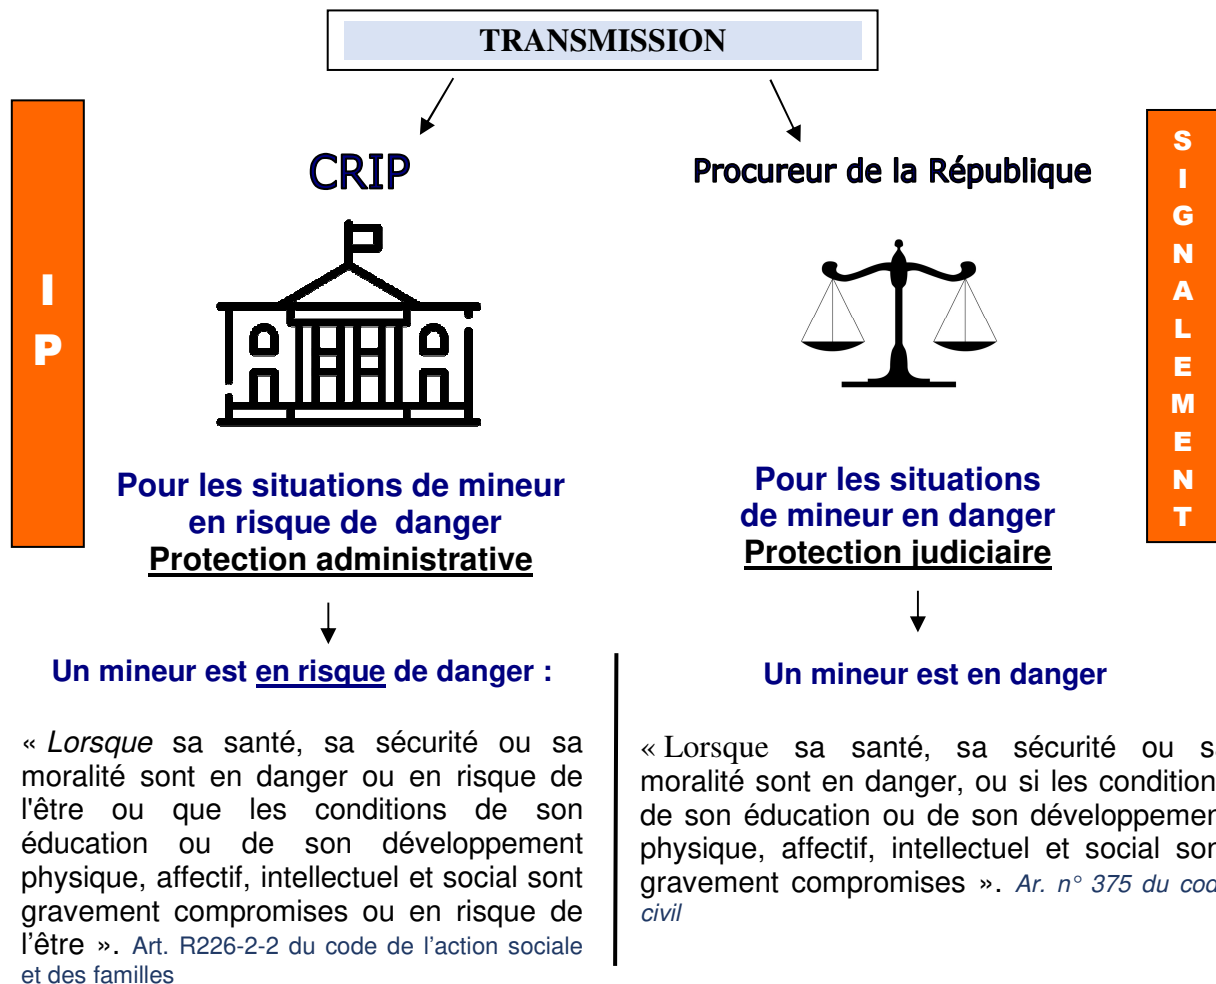 TRANSMISSION
I
P
CRIP
Pour les situations de mineur
en risque de danger
Protection administrative
Un mineur est en risque de danger :
« Lorsque sa santé, sa sécurité ou sa
moralité sont en danger ou en risque de
l'être ou que les conditions de son
éducation ou de son développement
physique, affectif, intellectuel et social sont
gravement compromises ou en risque de
l’être ». Art. R226-2-2 du code de l’action sociale
et des familles
Procureur de la République
Pour les situations
de mineur en danger
Protection judiciaire
Un mineur est en danger
« Lorsque sa santé, sa sécurité ou s
moralité sont en danger, ou si les condition
de son éducation ou de son développemen
physique, affectif, intellectuel et social son
gravement compromises ». Ar. n° 375 du cod
civil
S
I
G
N
A
L
E
M
E
N
T